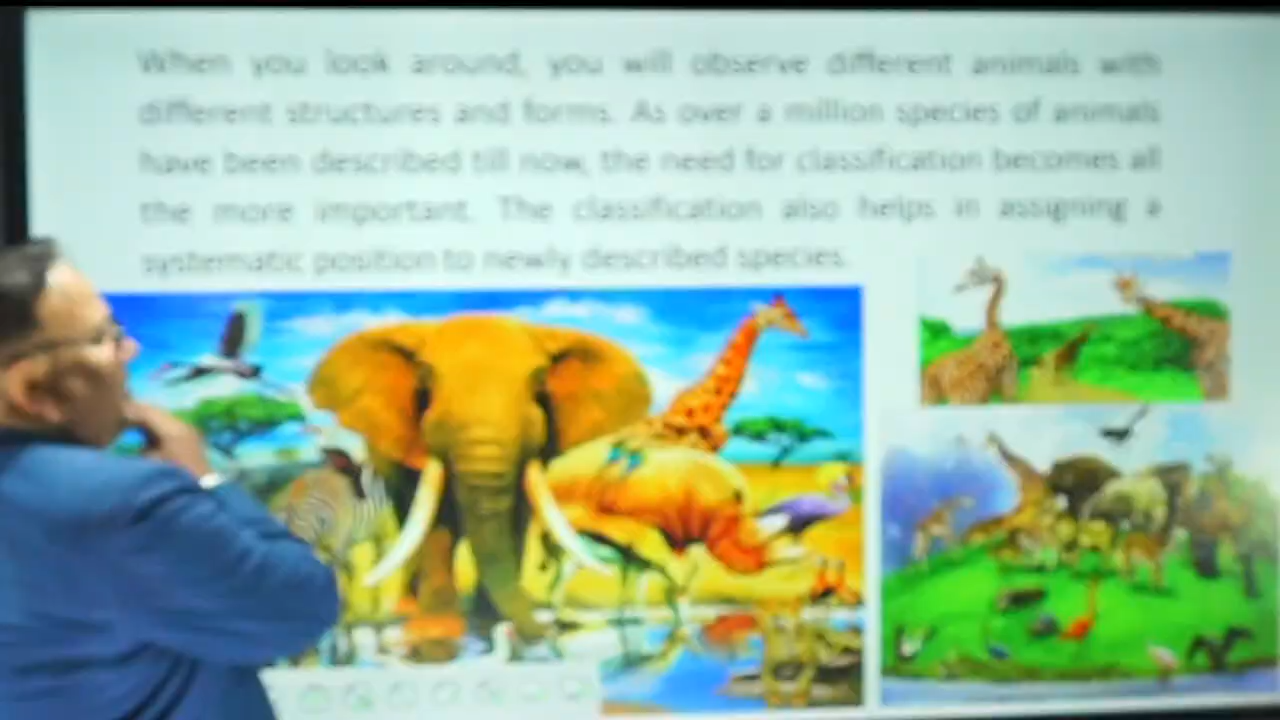 When you look around, you will observe different animals with
different structures and forms. As over a million species of animals
have been described till now, the need for classification becomes all
the more important. The classification also helps in assigning a
systematic position to newly described species.